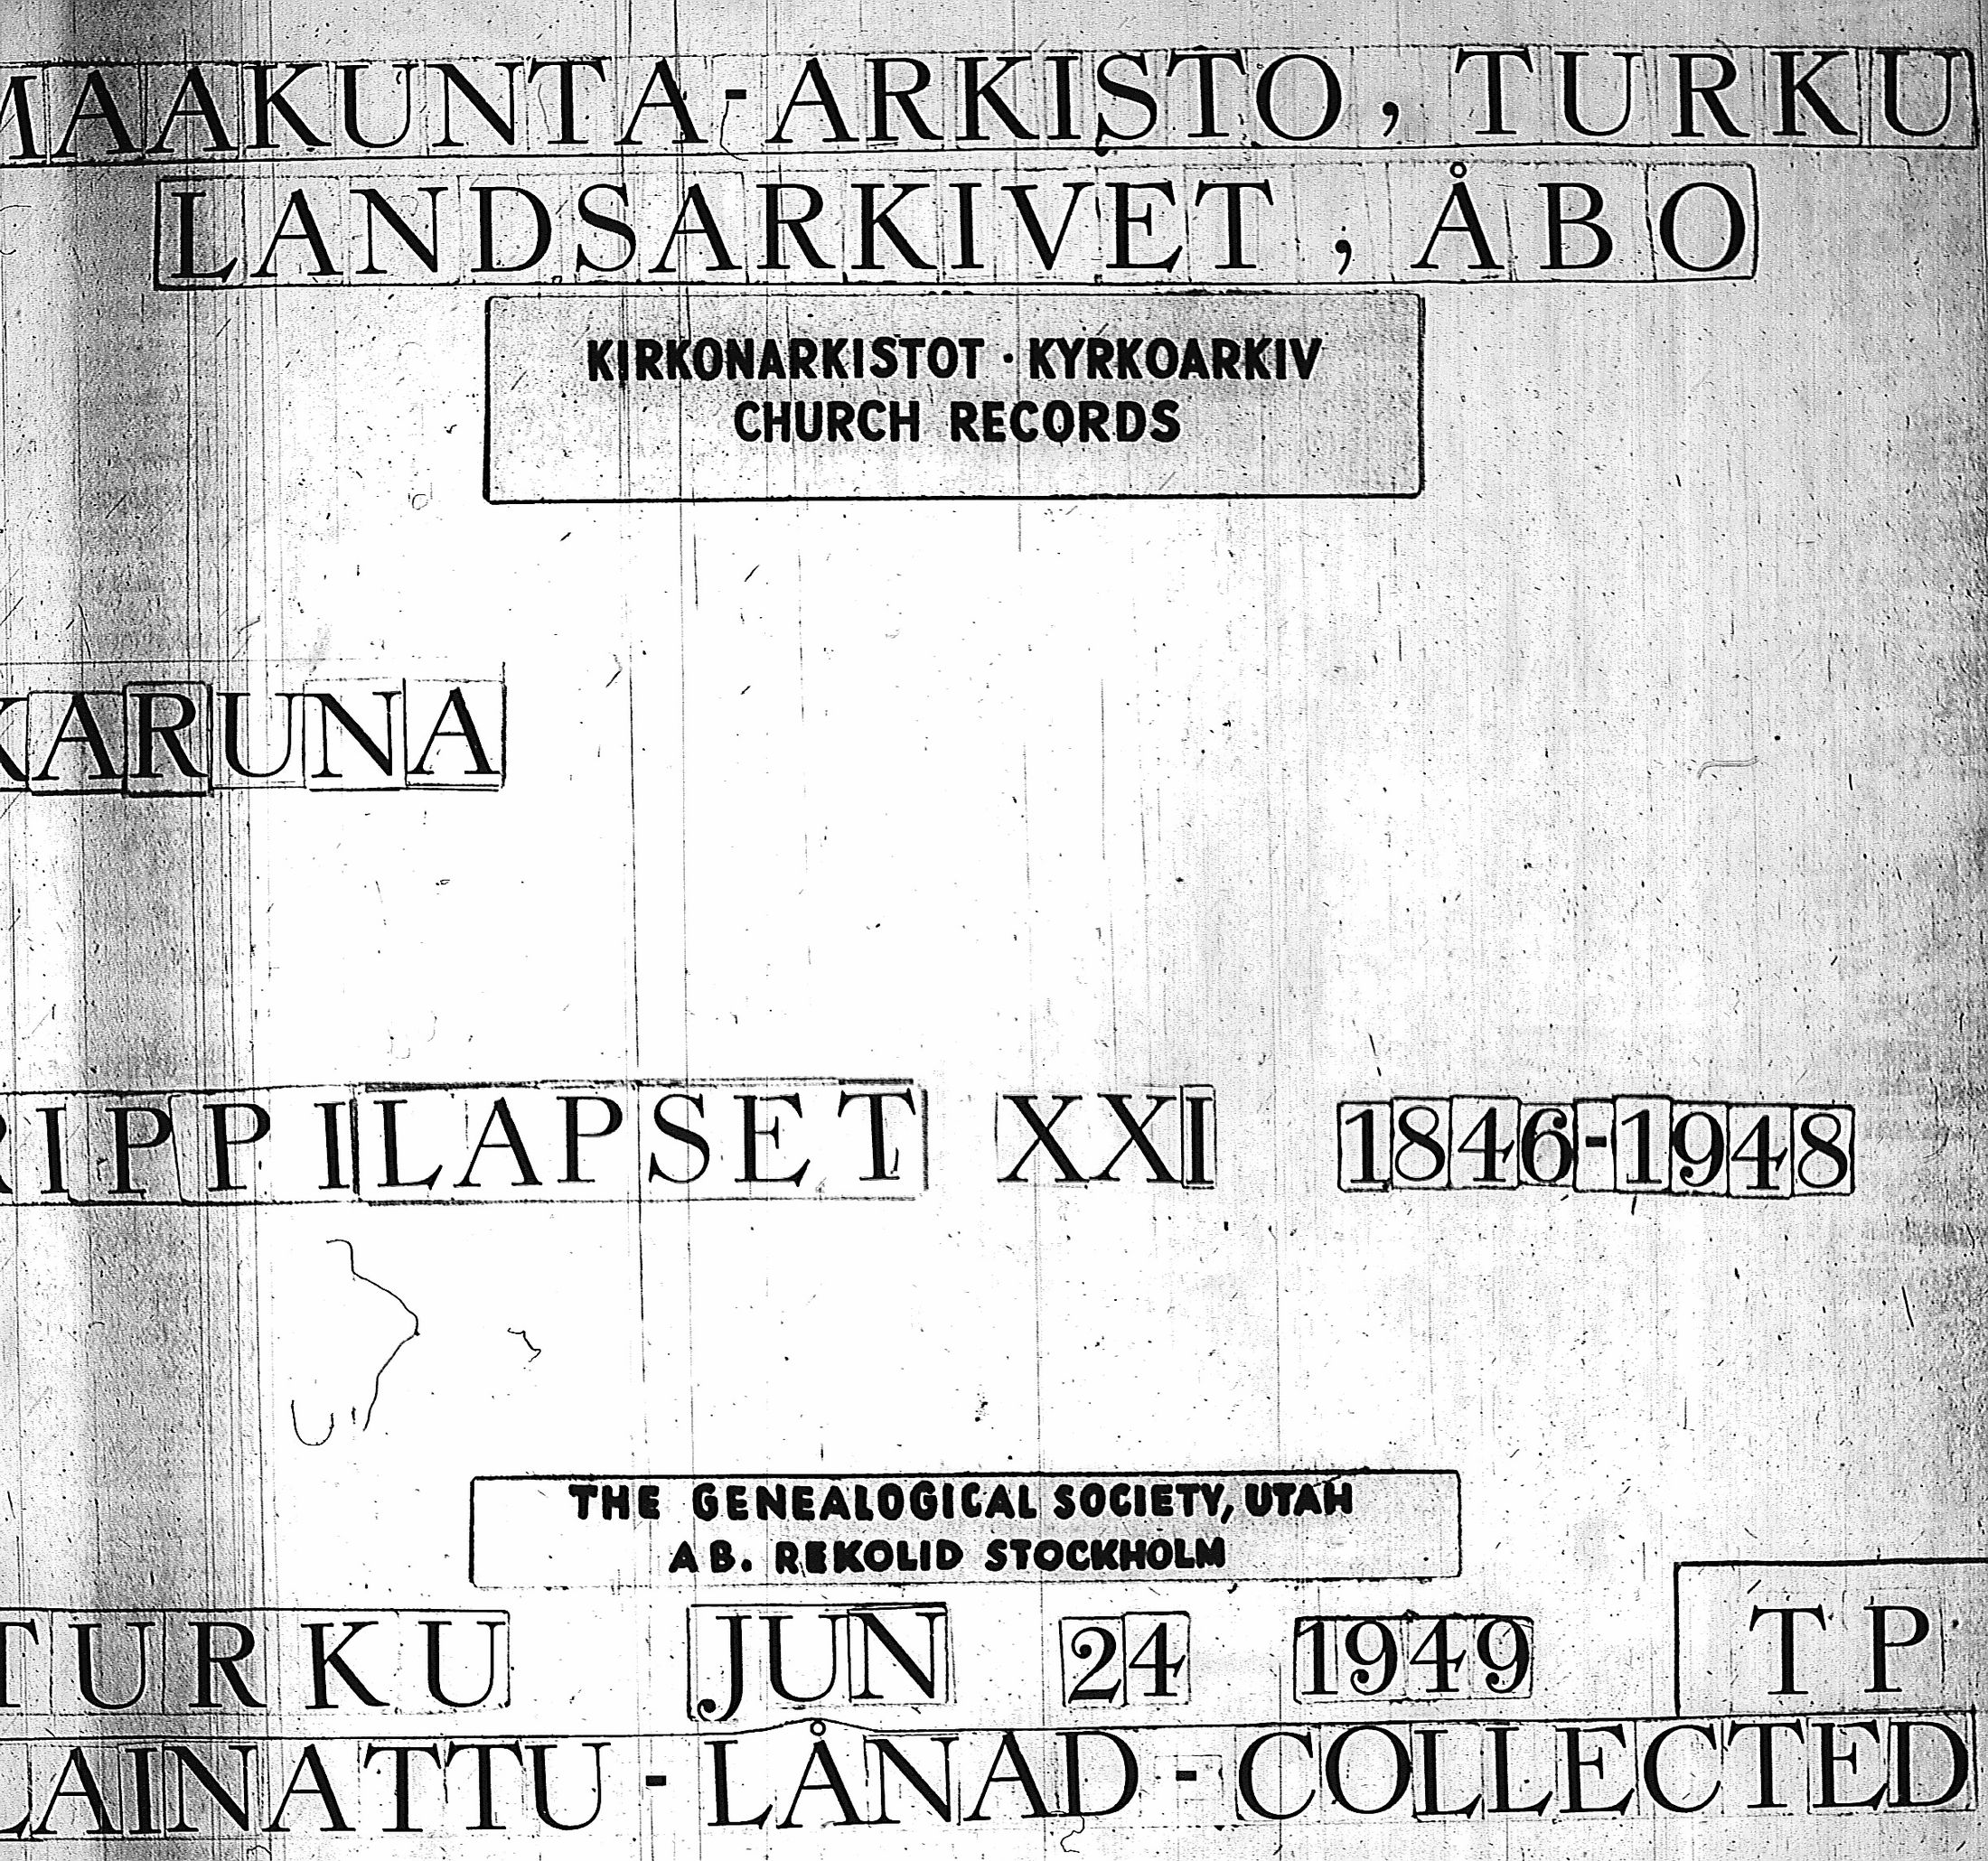 MAAKUNTA-ARKISTO, TURKU
LANDSARKIVET, ÅBO
KIRKONARKISTOT · KYRKOARKIV
CHURCH RECORDS
KARUNA
RIPPILAPSET XXI 1846-1948
THE GENEALOGICAL SOCIETY, UTAH
AB. REKOLID STOCKHOLM
TURKU JUN 24 1949 TP
LAINATTU - LÅNAD - COLLECTED